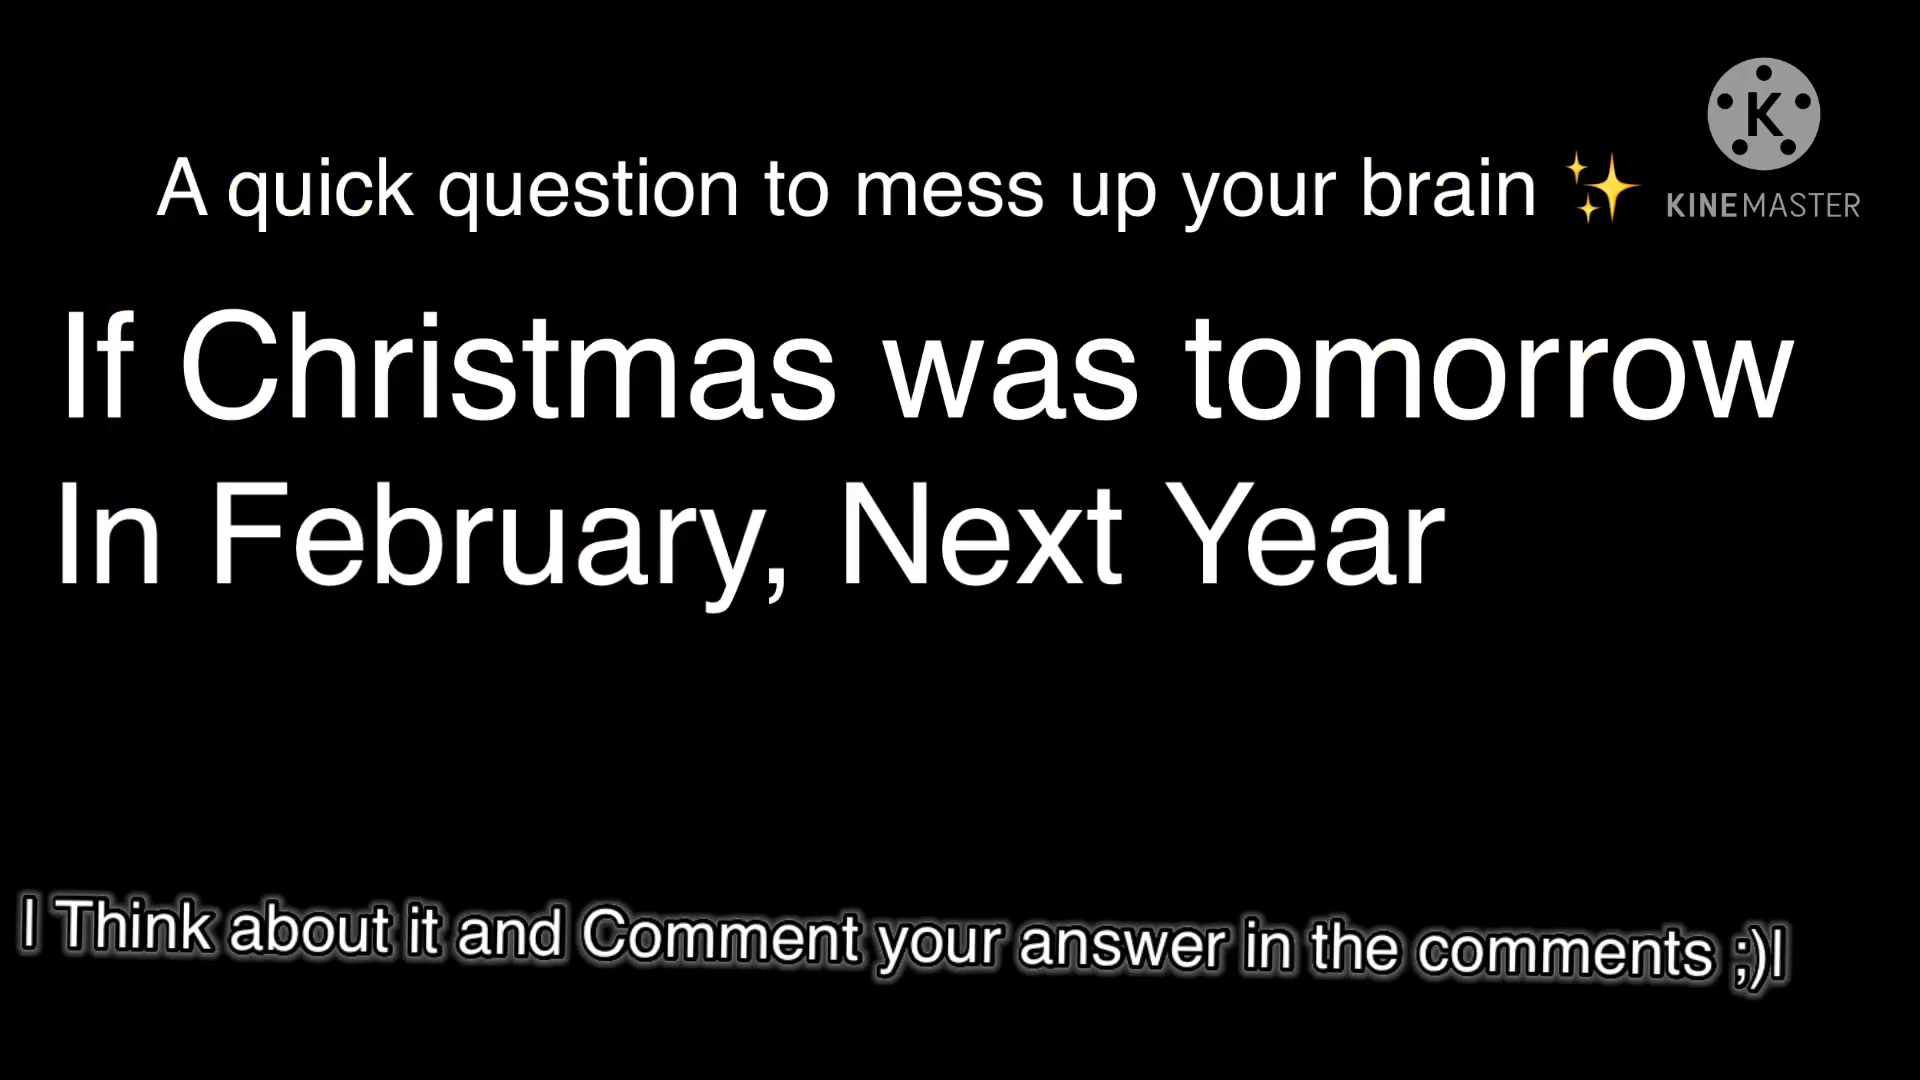 A quick question to mess up your brain ✨
K
KINEMASTER
If Christmas was tomorrow
In February, Next Year
| Think about it and Comment your answer in the comments ;)|